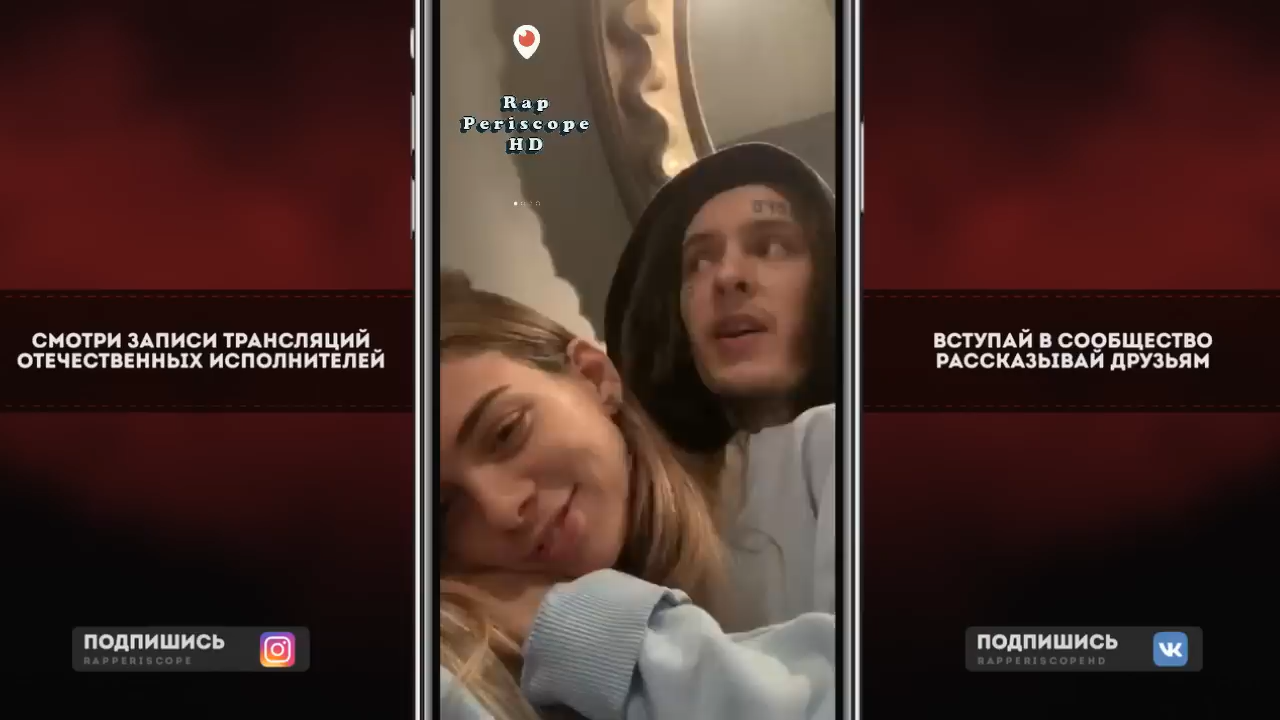 Rap
Periscope
HD
СМОТРИ ЗАПИСИ ТРАНСЛЯЦИЙ
ОТЕЧЕСТВЕННЫХ ИСПОЛНИТЕЛЕЙ
ВСТУПАЙ В СООБЩЕСТВО
РАССКАЗЫВАЙ ДРУЗЬЯМ
ПОДПИШИСЬ
RAPPERISCOPE
ПОДПИШИСЬ
RAPPERISCOPEHD